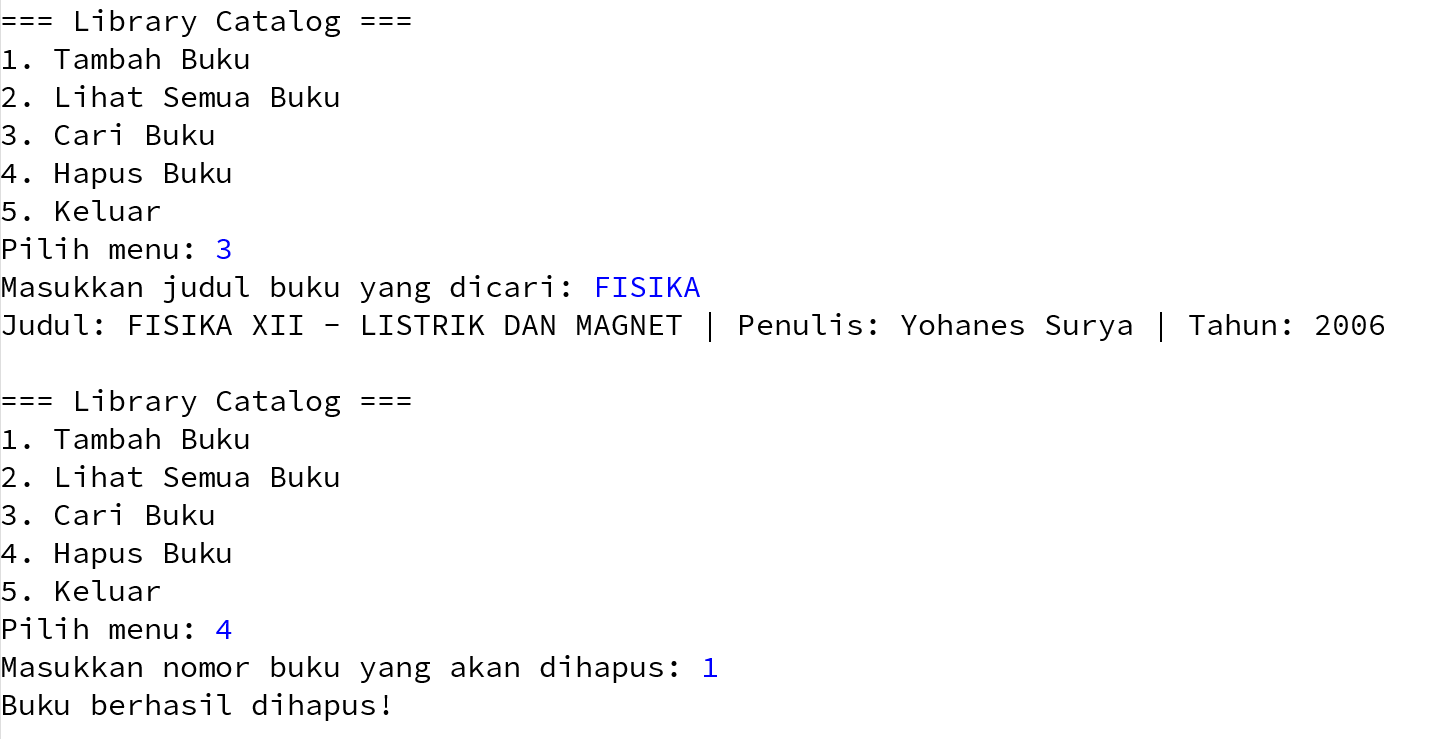 === Library Catalog ===
1. Tambah Buku
2. Lihat Semua Buku
3. Cari Buku
4. Hapus Buku
5. Keluar
Pilih menu: 3
Masukkan judul buku yang dicari: FISIKA
Judul: FISIKA XII - LISTRIK DAN MAGNET | Penulis: Yohanes Surya | Tahun: 2006

=== Library Catalog ===
1. Tambah Buku
2. Lihat Semua Buku
3. Cari Buku
4. Hapus Buku
5. Keluar
Pilih menu: 4
Masukkan nomor buku yang akan dihapus: 1
Buku berhasil dihapus!